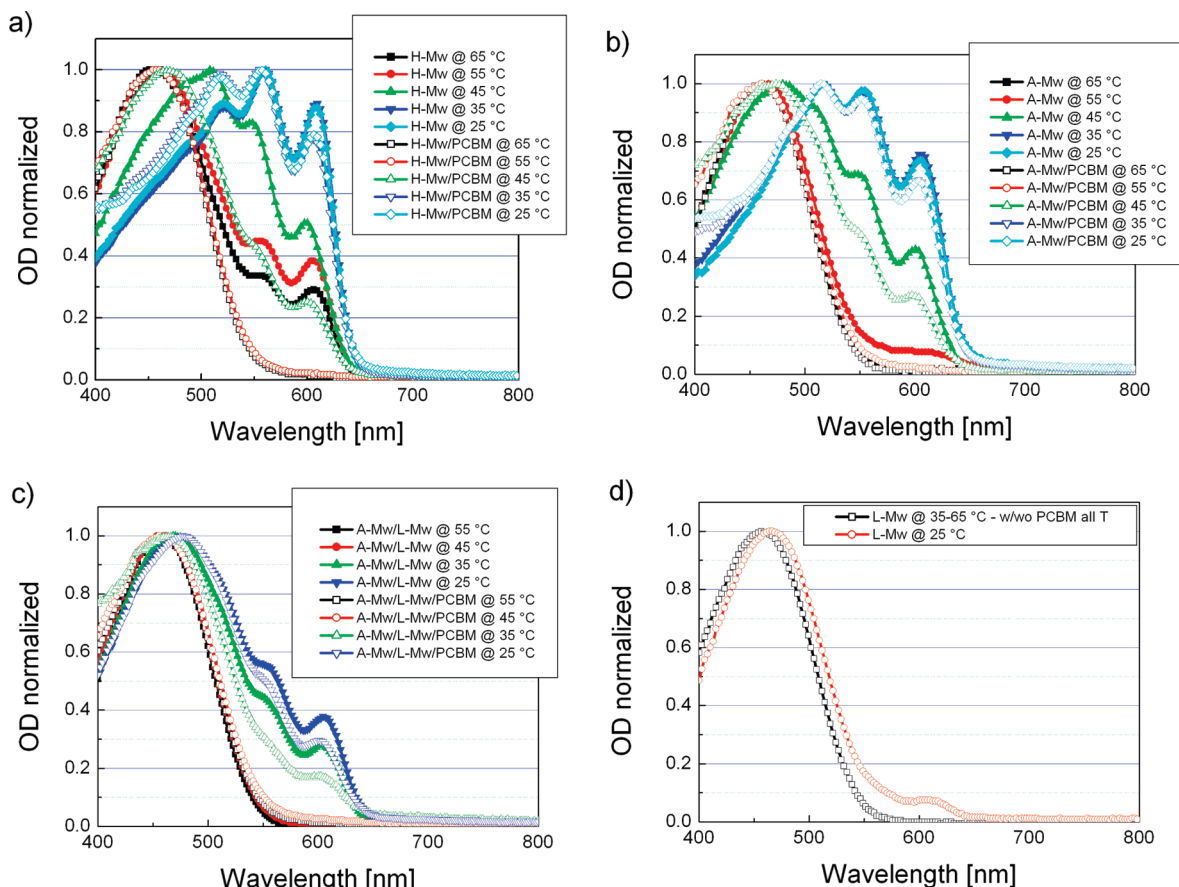 a)
H-Mw @ 65 °C
H-Mw @ 55 °C
H-Mw @ 45 °C
H-Mw @ 35 °C
H-Mw @ 25 °C
H-Mw/PCBM @ 65 °C
H-Mw/PCBM @ 55 °C
H-Mw/PCBM @ 45 °C
H-Mw/PCBM @ 35 °C
H-Mw/PCBM @ 25 °C
OD normalized
1.0
0.8
0.6
0.4
0.2
0.0
400 500 600 700 800
Wavelength [nm]
b)
A-Mw @ 65 °C
A-Mw @ 55 °C
A-Mw @ 45 °C
A-Mw @ 35 °C
A-Mw @ 25 °C
A-Mw/PCBM @ 65 °C
A-Mw/PCBM @ 55 °C
A-Mw/PCBM @ 45 °C
A-Mw/PCBM @ 35 °C
A-Mw/PCBM @ 25 °C
OD normalized
1.0
0.8
0.6
0.4
0.2
0.0
400 500 600 700 800
Wavelength [nm]
c)
A-Mw/L-Mw @ 55 °C
A-Mw/L-Mw @ 45 °C
A-Mw/L-Mw @ 35 °C
A-Mw/L-Mw @ 25 °C
A-Mw/L-Mw/PCBM @ 55 °C
A-Mw/L-Mw/PCBM @ 45 °C
A-Mw/L-Mw/PCBM @ 35 °C
A-Mw/L-Mw/PCBM @ 25 °C
OD normalized
1.0
0.8
0.6
0.4
0.2
0.0
400 500 600 700 800
Wavelength [nm]
d)
L-Mw @ 35-65 °C - w/wo PCBM all T
L-Mw @ 25 °C
OD normalized
1.0
0.8
0.6
0.4
0.2
0.0
400 500 600 700 800
Wavelength [nm]